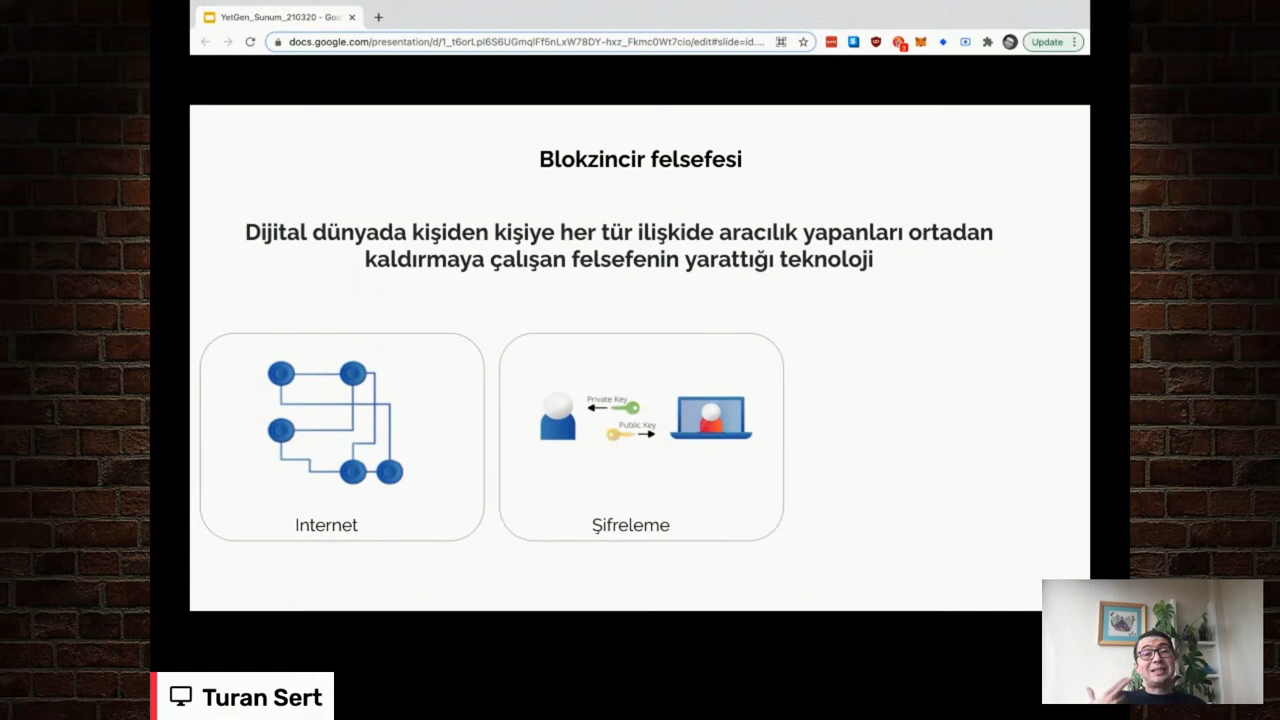 YetGen_Sunum_210320 - Goo
docs.google.com/presentation/d/1_t6orLpl6S6UGmqlFf5nLxW78DY-hxz_Fkmc0Wt7cio/edit#slide=id....
Update
Blokzincir felsefesi
Dijital dünyada kişiden kişiye her tür ilişkide aracılık yapanları ortadan
kaldırmaya çalışan felsefenin yarattığı teknoloji
Private Key
Public Key
Internet
Şifreleme
Turan Sert